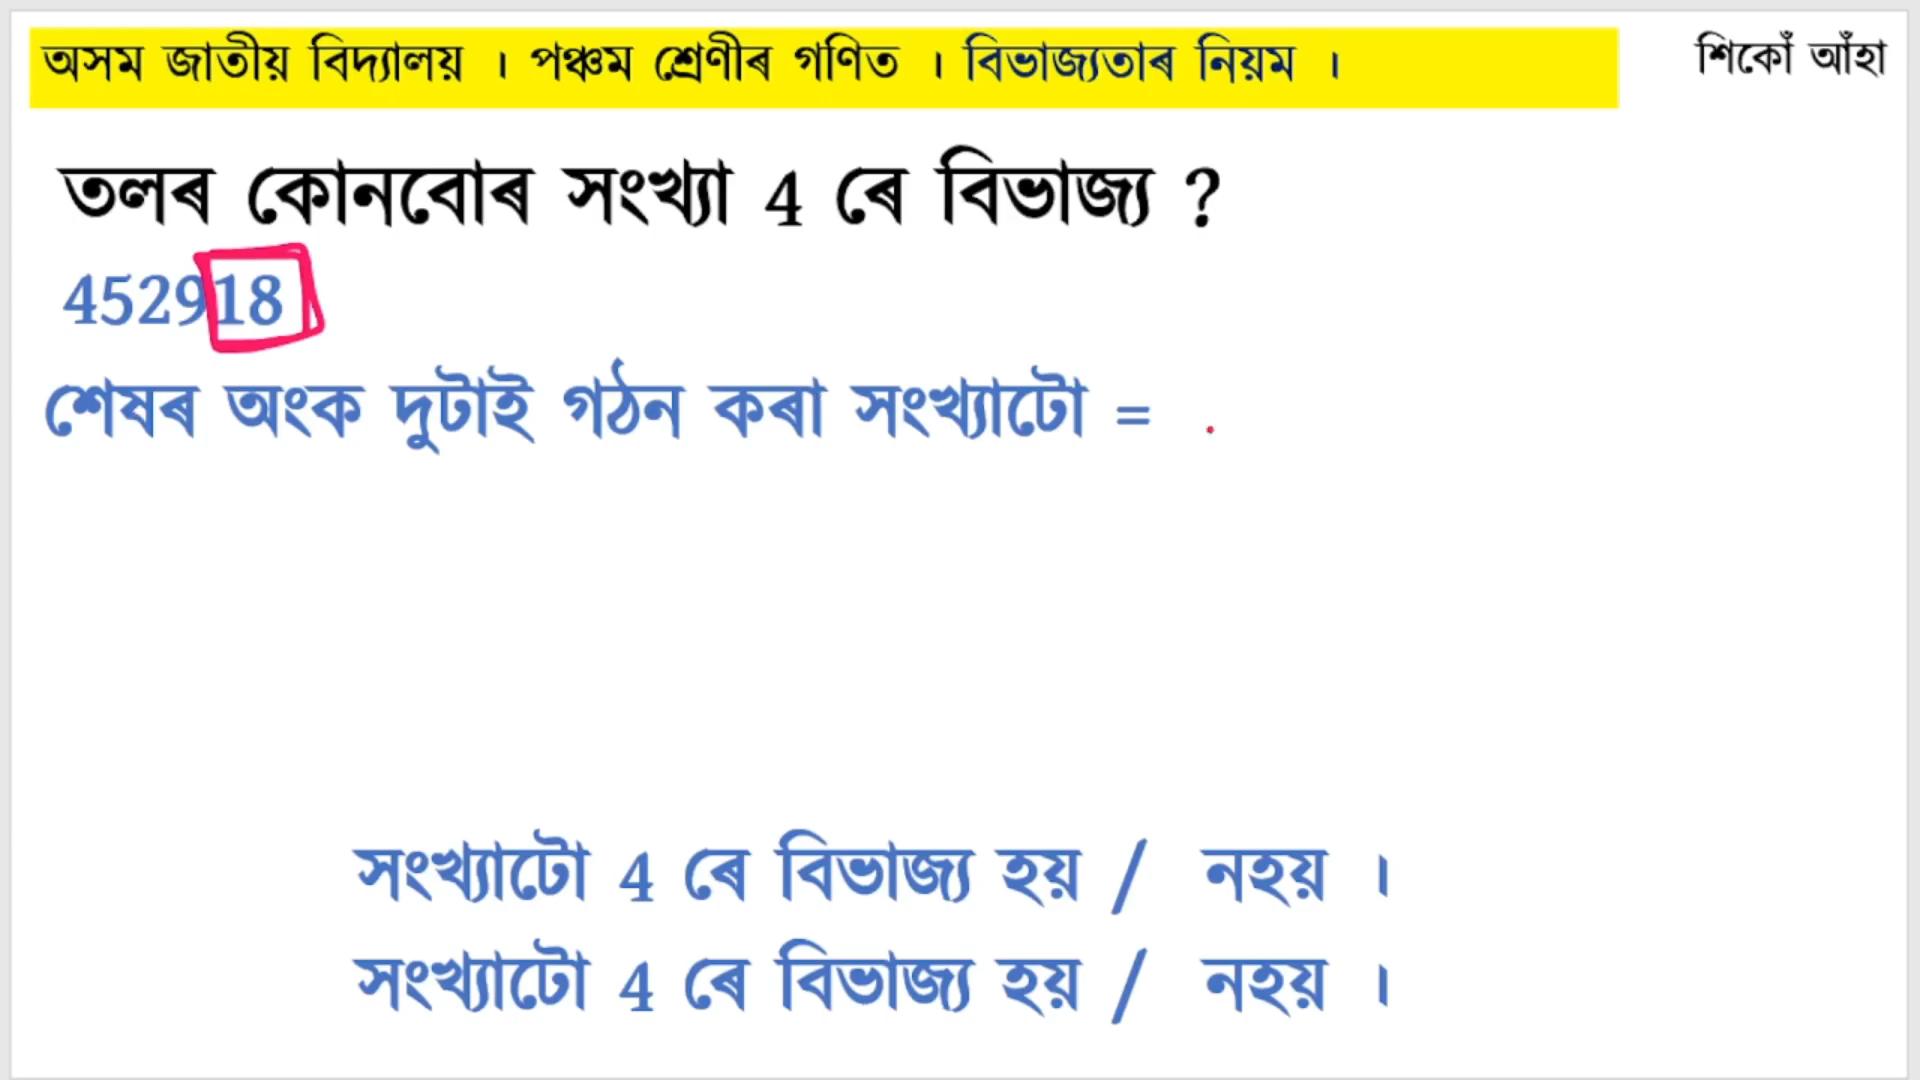 অসম জাতীয় বিদ্যালয় । পঞ্চম শ্ৰেণীৰ গণিত । বিভাজ্যতাৰ নিয়ম ।
শিকোঁ আঁহা
তলৰ কোনবোৰ সংখ্যা 4 ৰে বিভাজ্য ?
452918
শেষৰ অংক দুটাই গঠন কৰা সংখ্যাটো =
সংখ্যাটো 4 ৰে বিভাজ্য হয় / নহয় ।
সংখ্যাটো 4 ৰে বিভাজ্য হয় / নহয় ।